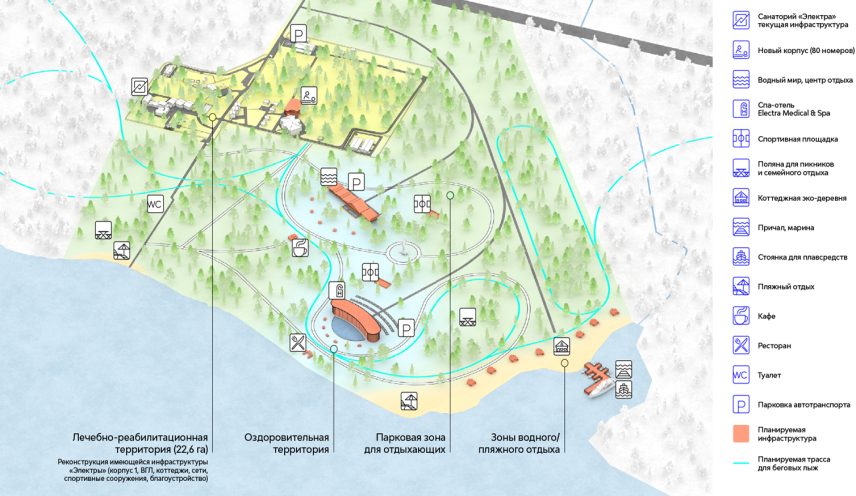 P
WC
P
P
Лечебно-реабилитационная
территория (22,6 га)
Реконструкция имеющейся инфраструктуры
«Электры» (корпус 1, ВГЛ, коттеджи, сети,
спортивные сооружения, благоустройство)
Оздоровительная
территория
Парковая зона
для отдыхающих
Зоны водного/
пляжного отдыха
Санаторий «Электра»
текущая инфраструктура
Новый корпус (80 номеров)
Водный мир, центр отдыха
Спа-отель
Electra Medical & Spa
Спортивная площадка
Поляна для пикников
и семейного отдыха
Коттеджная эко-деревня
Причал, марина
Стоянка для плавсредств
Пляжный отдых
Кафе
Ресторан
WC Туалет
P Парковка автотранспорта
Планируемая
инфраструктура
Планируемая трасса
для беговых лыж